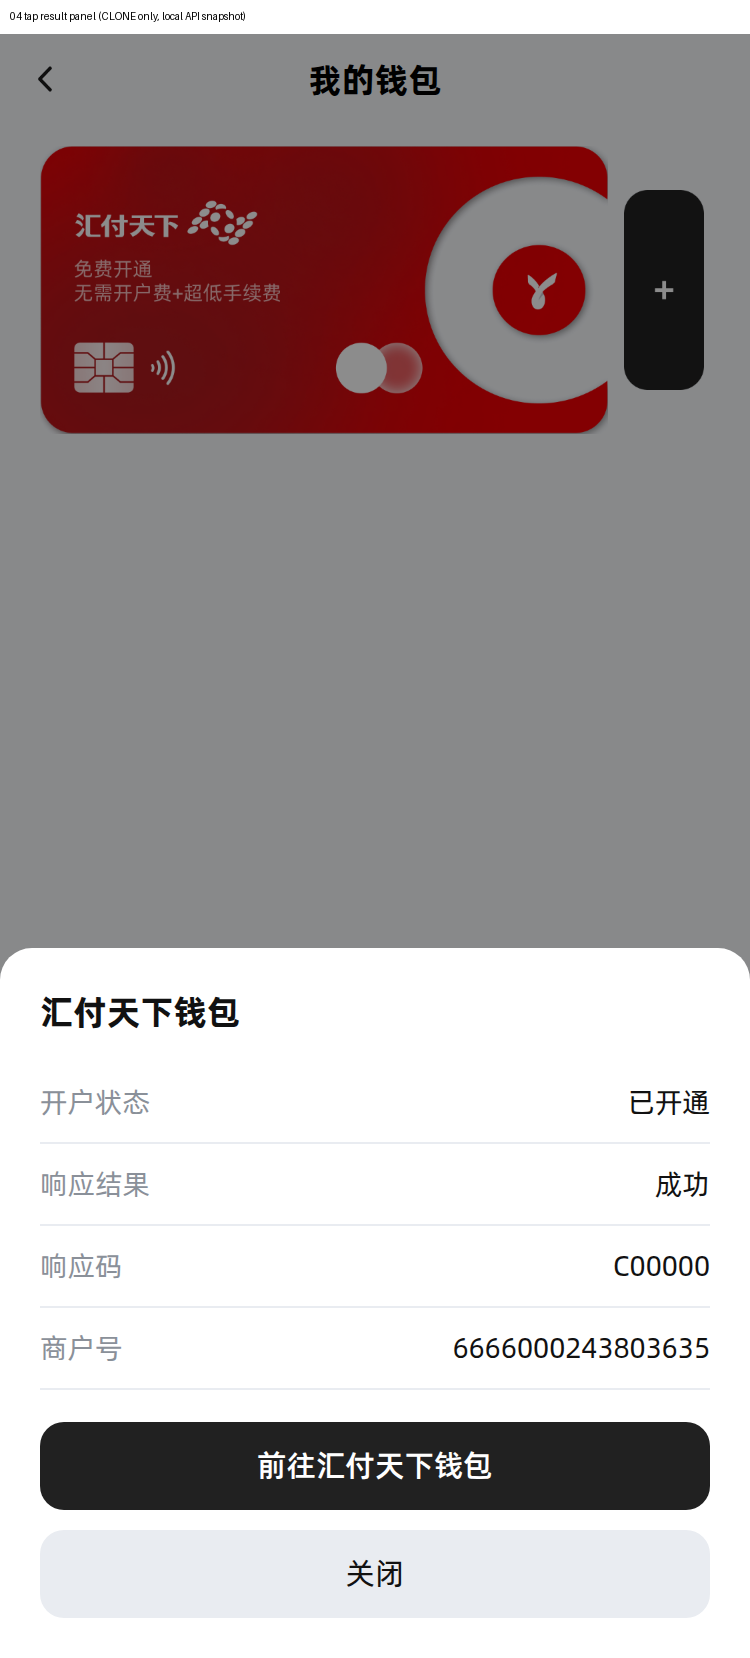 04 tap result panel (CLONE only, local API snapshot)
我的钱包
汇付天下
免费开通
无需开户费+超低手续费
+
汇付天下钱包
开户状态 已开通
响应结果 成功
响应码 C00000
商户号 6666000243803635
前往汇付天下钱包
关闭